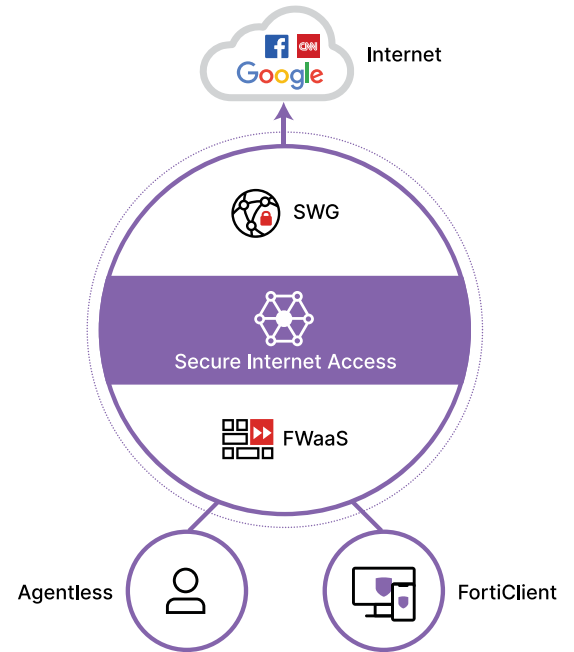 f CNN
Google
Internet
SWG
Secure Internet Access
FWaaS
Agentless
FortiClient